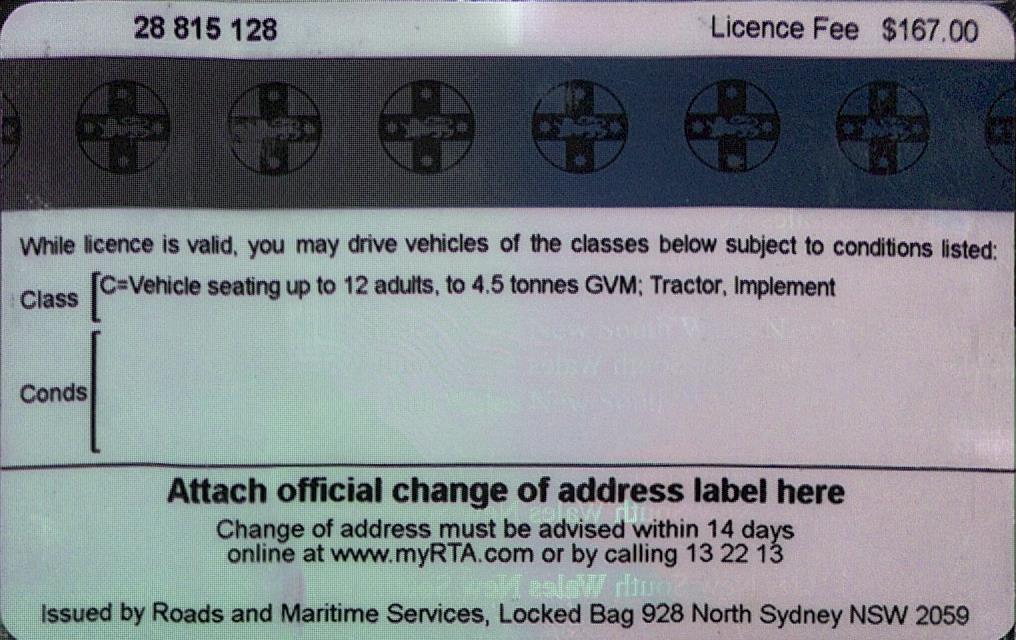 28 815 128 Licence Fee $167.00
While licence is valid, you may drive vehicles of the classes below subject to conditions listed:
Class [C=Vehicle seating up to 12 adults, to 4.5 tonnes GVM; Tractor, Implement
Conds [
Attach official change of address label here
Change of address must be advised within 14 days
online at www.myRTA.com or by calling 13 22 13
Issued by Roads and Maritime Services, Locked Bag 928 North Sydney NSW 2059